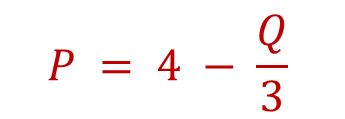 P = 4 − Q/3